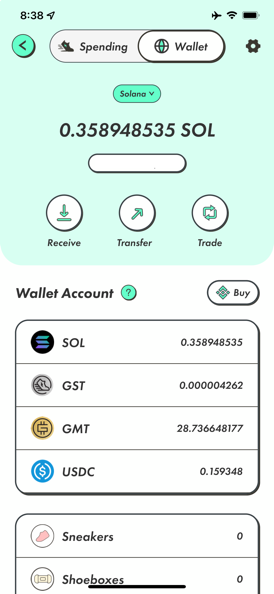 8:38
Spending
Wallet
Solana
0.358948535 SOL
Receive
Transfer
Trade
Wallet Account ?
Buy
SOL 0.358948535
GST 0.000004262
GMT 28.736648177
USDC 0.159348
Sneakers 0
Shoeboxes 0